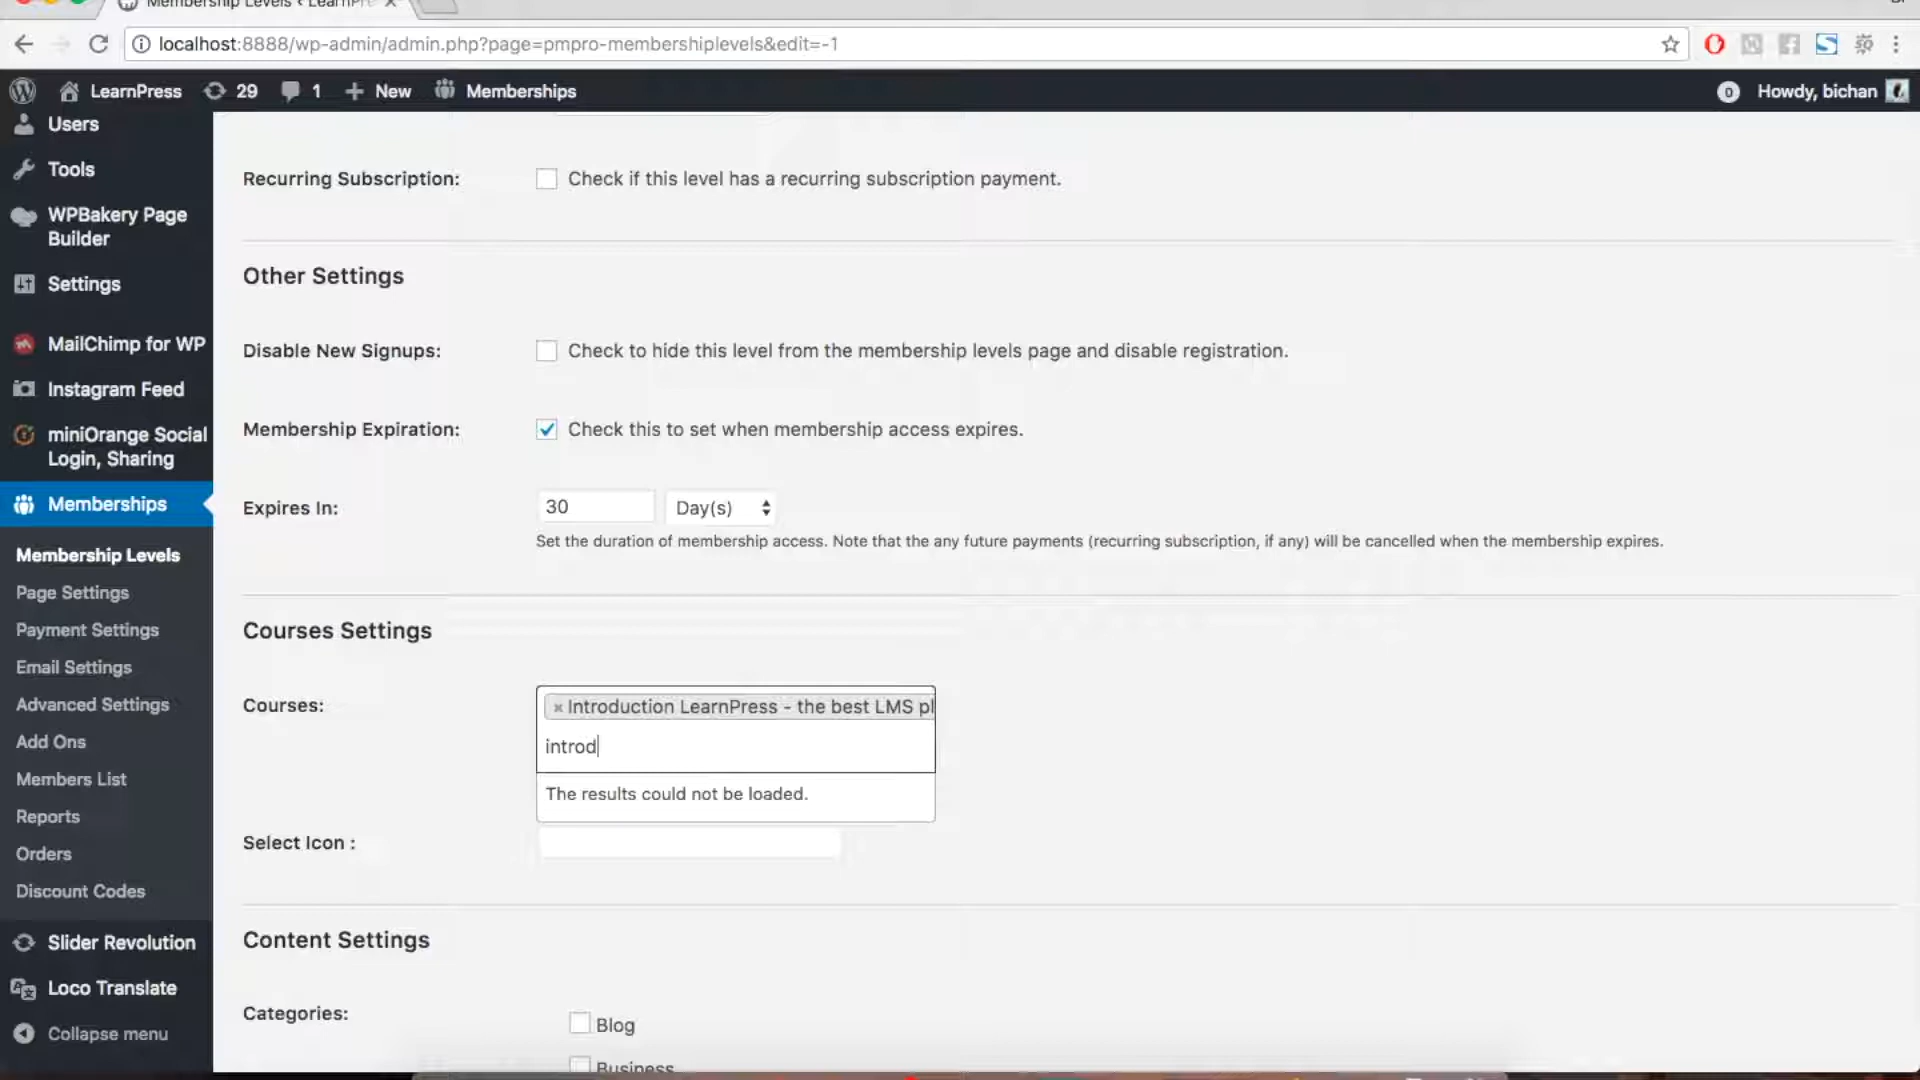 Membership Levels ‹ LearnPre
localhost:8888/wp-admin/admin.php?page=pmpro-membershiplevels&edit=-1
LearnPress 29 1 New Memberships 0 Howdy, bichan
Users
Tools
WPBakery Page
Builder
Settings
MailChimp for WP
Instagram Feed
miniOrange Social
Login, Sharing
Memberships
Membership Levels
Page Settings
Payment Settings
Email Settings
Advanced Settings
Add Ons
Members List
Reports
Orders
Discount Codes
Slider Revolution
Loco Translate
Collapse menu
Recurring Subscription: Check if this level has a recurring subscription payment.
Other Settings
Disable New Signups: Check to hide this level from the membership levels page and disable registration.
Membership Expiration: Check this to set when membership access expires.
Expires In: 30 Day(s)
Set the duration of membership access. Note that the any future payments (recurring subscription, if any) will be cancelled when the membership expires.
Courses Settings
Courses: × Introduction LearnPress - the best LMS pl
introd
The results could not be loaded.
Select Icon :
Content Settings
Categories: Blog
Business